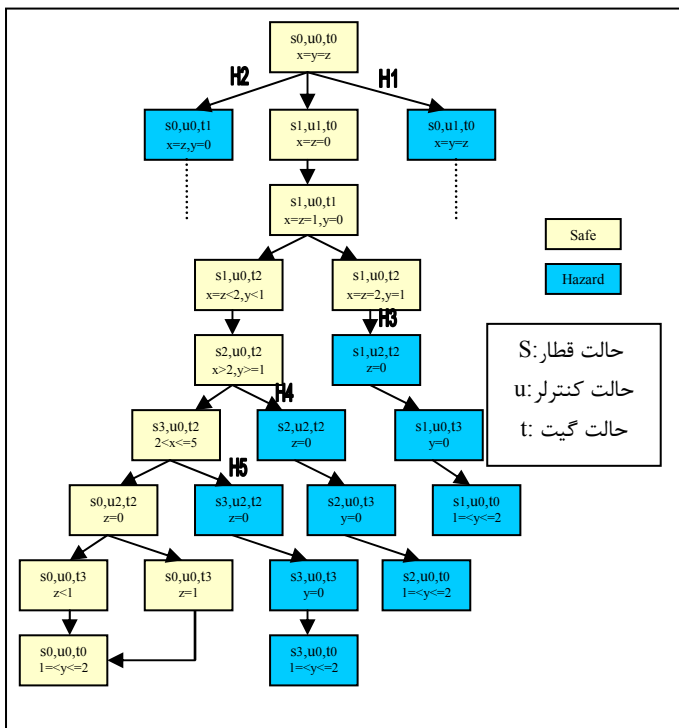 s0,u0,t0
x=y=z
H2
H1
s0,u0,t1
x=z,y=0
s1,u1,t0
x=z=0
s0,u1,t0
x=y=z
s1,u0,t1
x=z=1,y=0
Safe
Hazard
s1,u0,t2
x=z<2,y<1
s1,u0,t2
x=z=2,y=1
H3
s2,u0,t2
x>2,y>=1
s1,u2,t2
z=0
حالت قطار:S
حالت کنترلر:u
حالت گیت :t
H4
s3,u0,t2
2<x<=5
s2,u2,t2
z=0
s1,u0,t3
y=0
H5
s0,u2,t2
z=0
s3,u2,t2
z=0
s2,u0,t3
y=0
s1,u0,t0
1=<y<=2
s0,u0,t3
z<1
s0,u0,t3
z=1
s3,u0,t3
y=0
s2,u0,t0
1=<y<=2
s0,u0,t0
1=<y<=2
s3,u0,t0
1=<y<=2